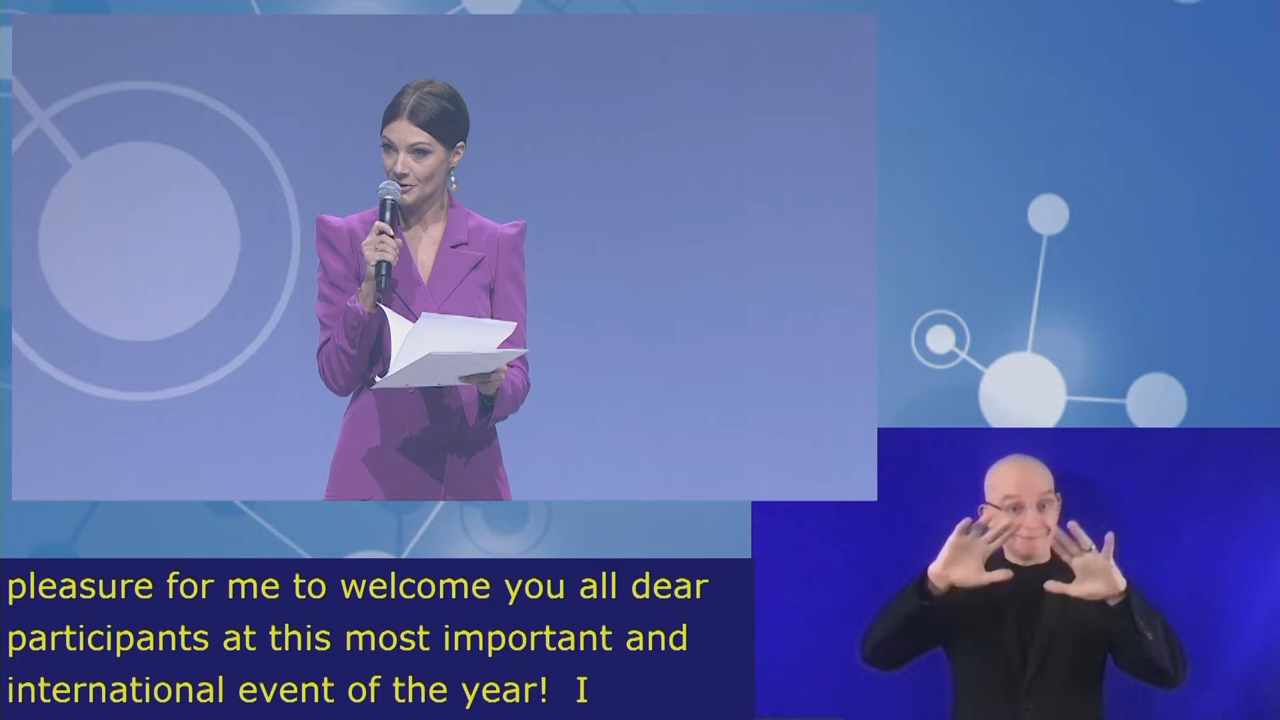 pleasure for me to welcome you all dear
participants at this most important and
international event of the year!  I